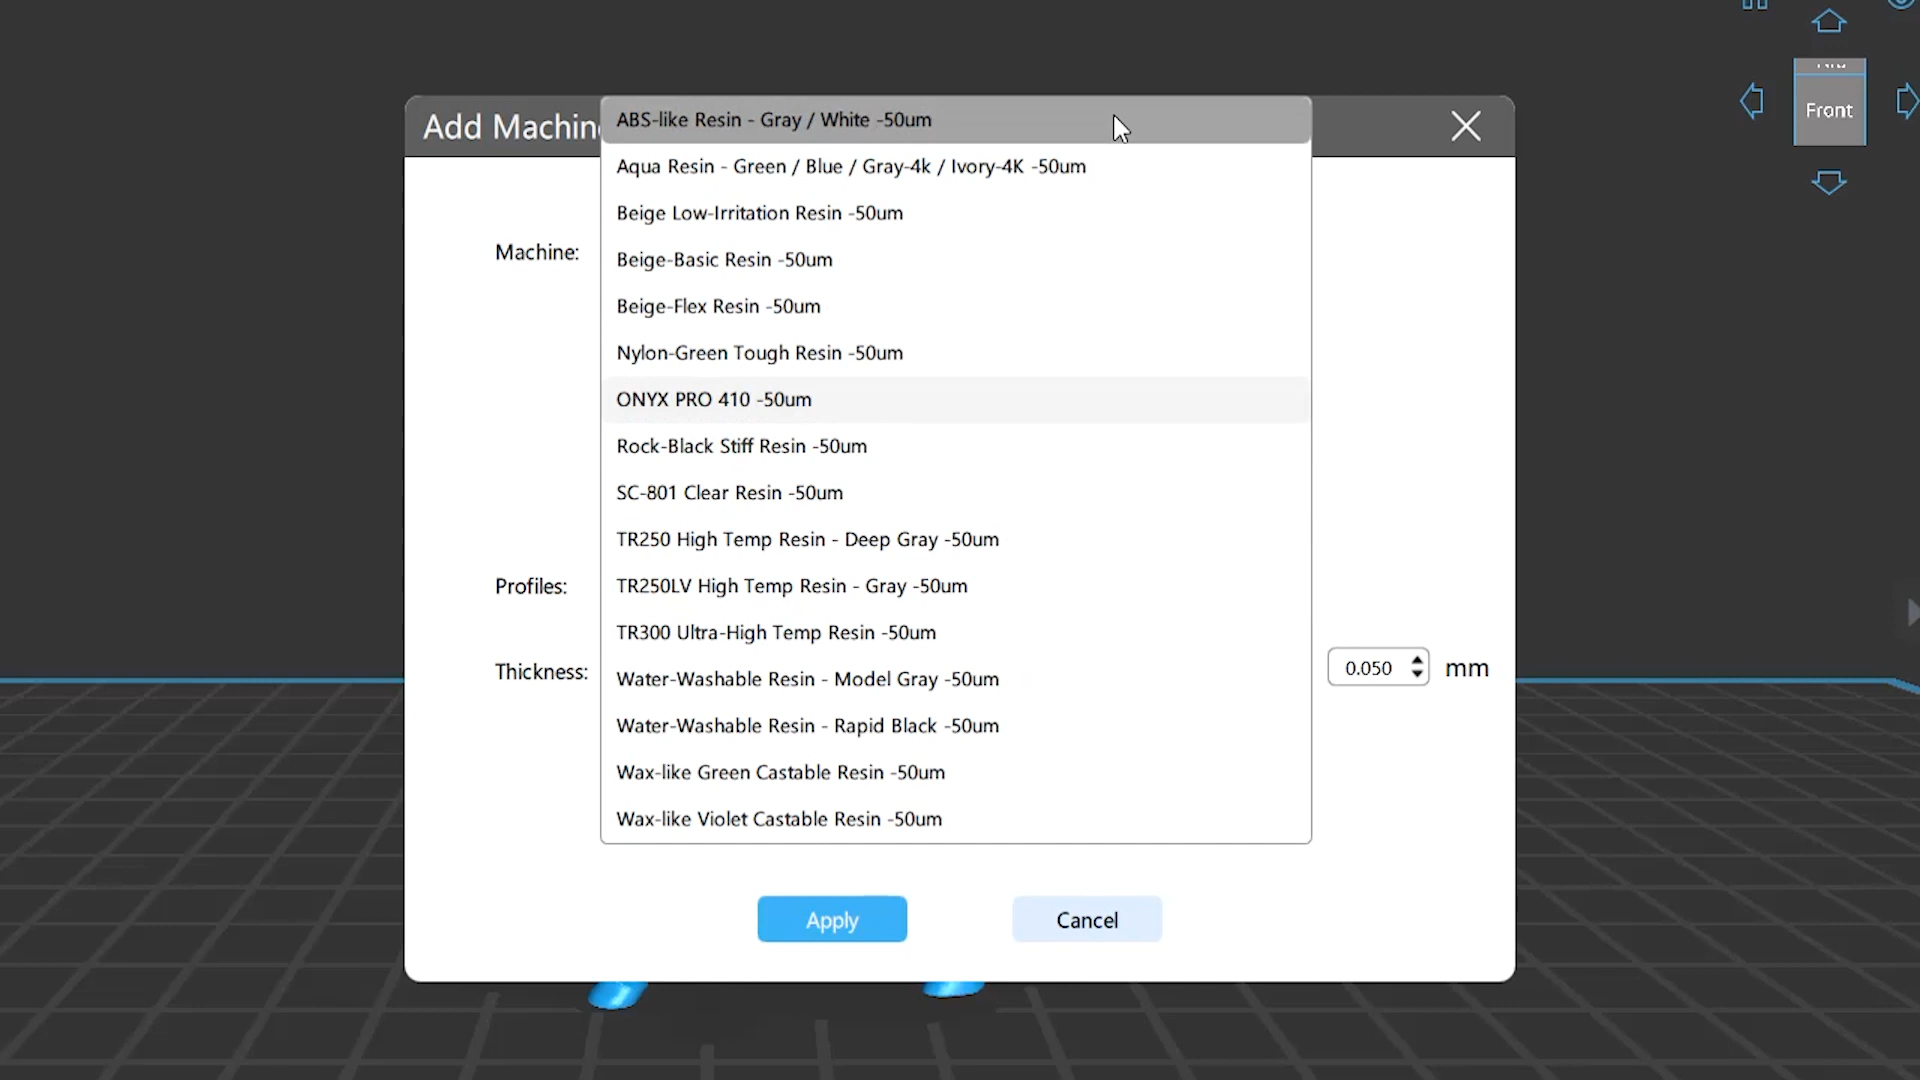 Add Machin
ABS-like Resin - Gray / White -50um
Aqua Resin - Green / Blue / Gray-4k / Ivory-4K -50um
Beige Low-Irritation Resin -50um
Machine:
Beige-Basic Resin -50um
Beige-Flex Resin -50um
Nylon-Green Tough Resin -50um
ONYX PRO 410 -50um
Rock-Black Stiff Resin -50um
SC-801 Clear Resin -50um
TR250 High Temp Resin - Deep Gray -50um
Profiles:
TR250LV High Temp Resin - Gray -50um
TR300 Ultra-High Temp Resin -50um
Thickness:
0.050 mm
Water-Washable Resin - Model Gray -50um
Water-Washable Resin - Rapid Black -50um
Wax-like Green Castable Resin -50um
Wax-like Violet Castable Resin -50um
Apply
Cancel
Front